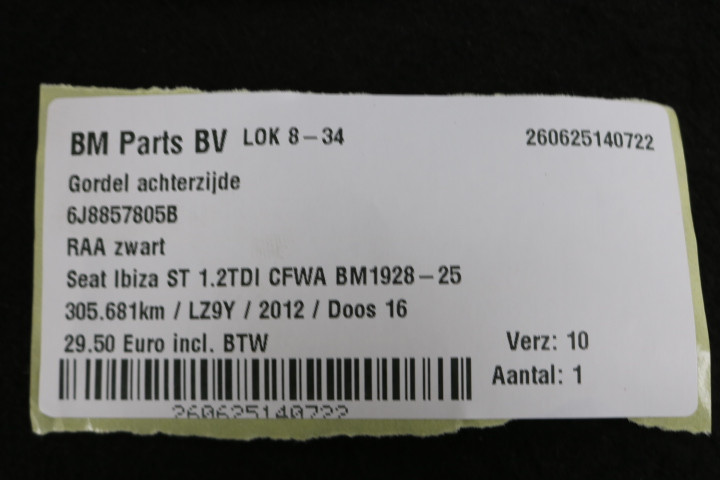 BM Parts BV LOK 8-34 260625140722
Gordel achterzijde
6J8857805B
RAA zwart
Seat Ibiza ST 1.2TDI CFWA BM1928-25
305.681km / LZ9Y / 2012 / Doos 16
29.50 Euro incl. BTW Verz: 10
Aantal: 1
260625140722